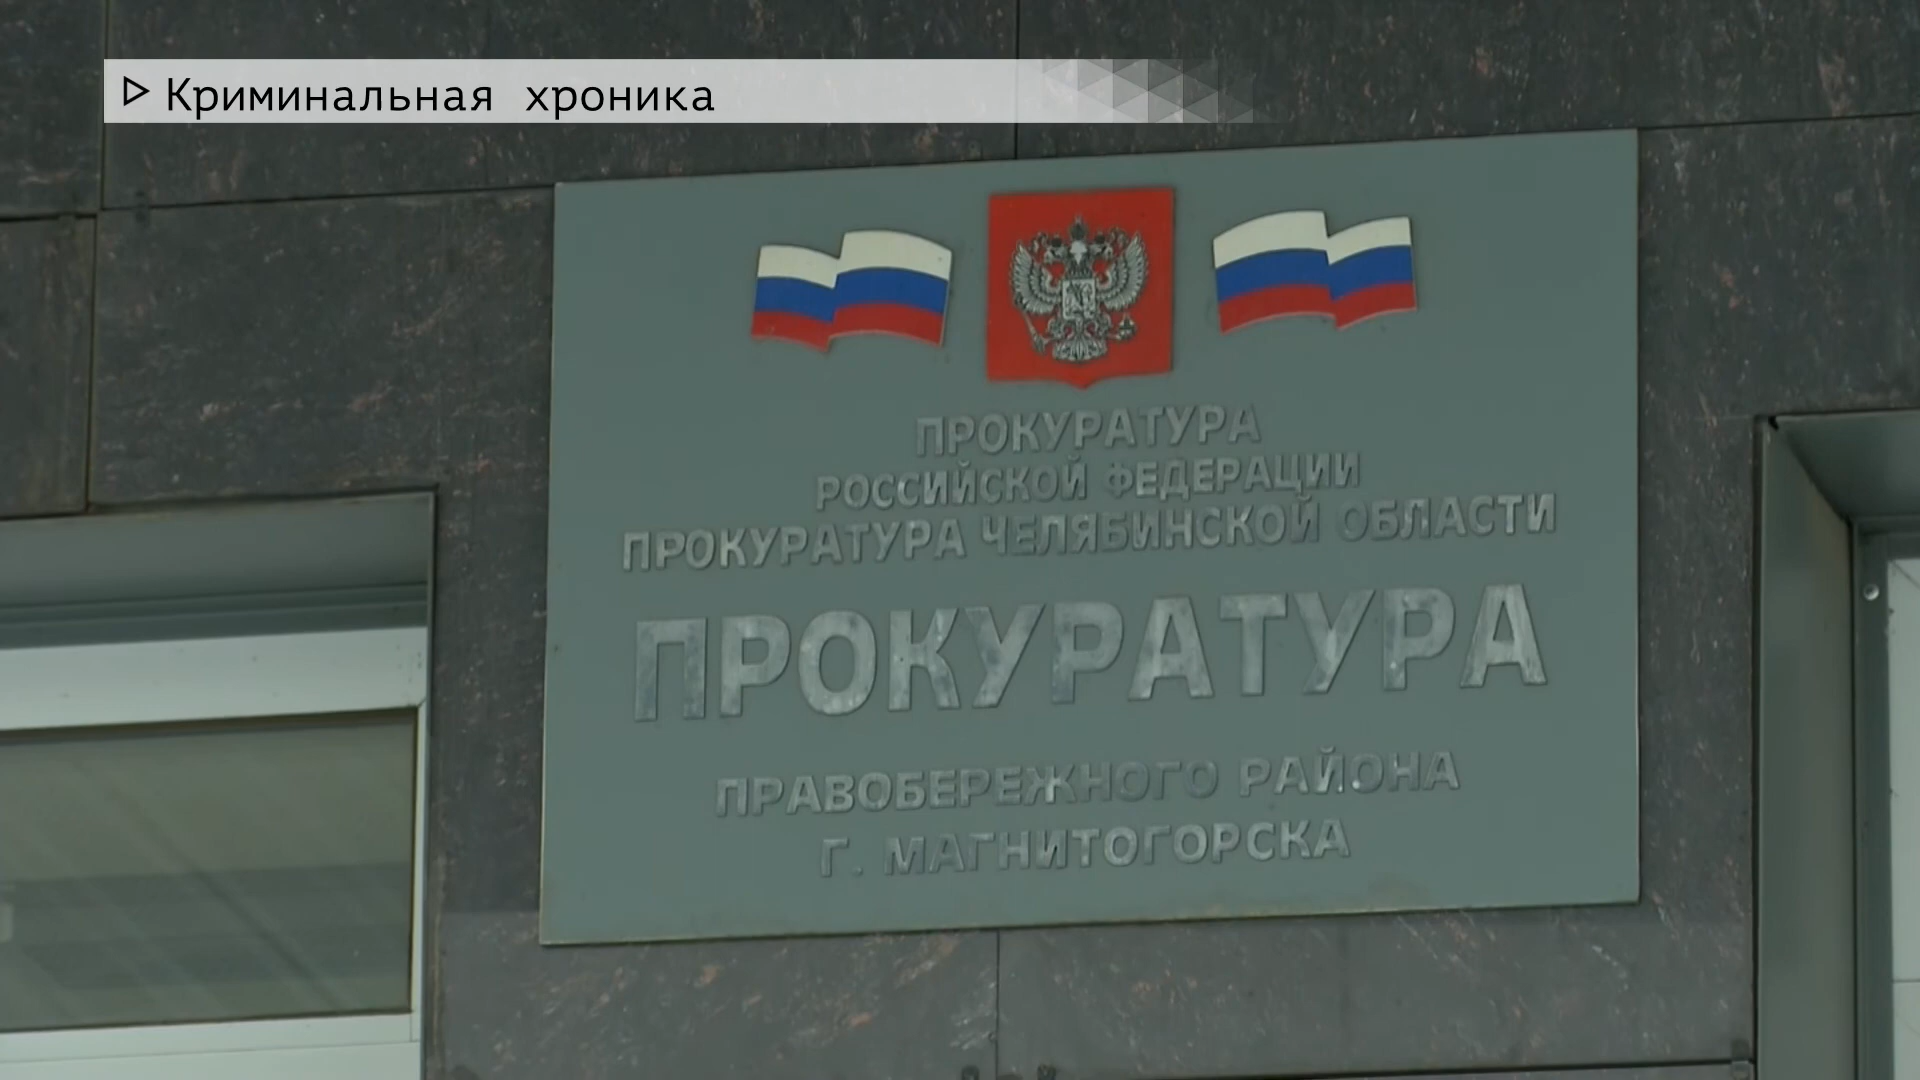 Криминальная хроника
ПРОКУРАТУРА
РОССИЙСКОЙ ФЕДЕРАЦИИ
ПРОКУРАТУРА ЧЕЛЯБИНСКОЙ ОБЛАСТИ
ПРОКУРАТУРА
ПРАВОБЕРЕЖНОГО РАЙОНА
Г. МАГНИТОГОРСКА